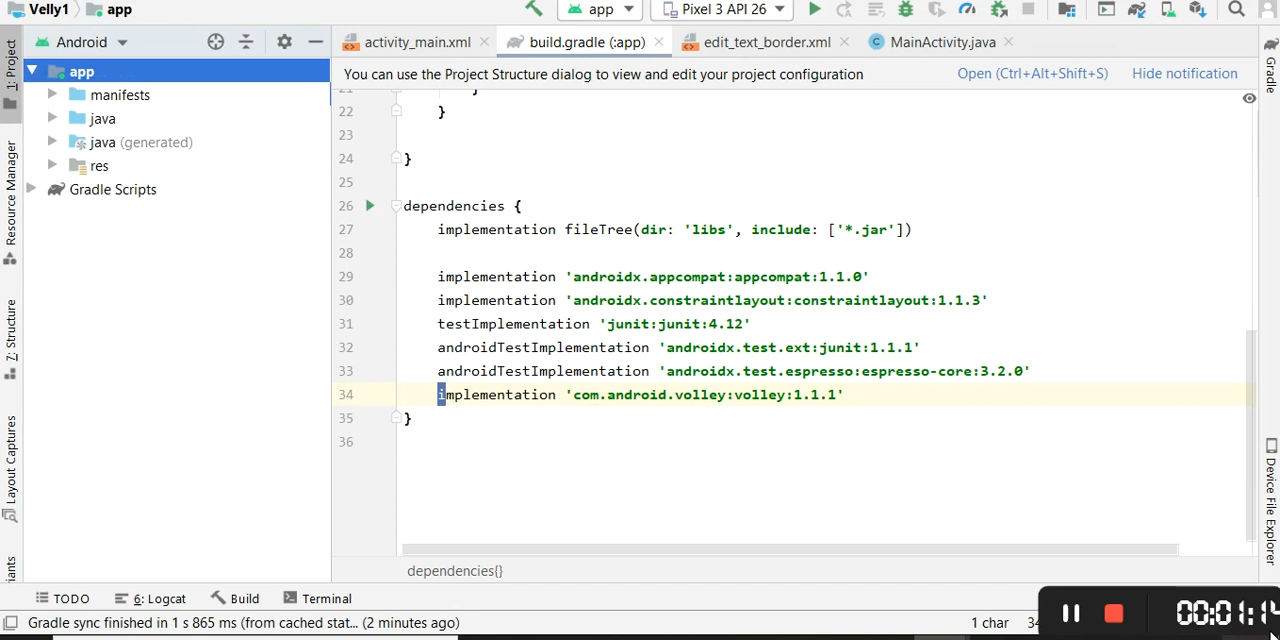 Velly1 app
app
Pixel 3 API 26
1: Project
Resource Manager
7: Structure
Layout Captures
Android
app
manifests
java
java (generated)
res
Gradle Scripts
activity_main.xml
build.gradle (:app)
edit_text_border.xml
MainActivity.java
You can use the Project Structure dialog to view and edit your project configuration
Open (Ctrl+Alt+Shift+S)
Hide notification
22 }
23
24 }
25
26 dependencies {
27 implementation fileTree(dir: 'libs', include: ['*.jar'])
28
29 implementation 'androidx.appcompat:appcompat:1.1.0'
30 implementation 'androidx.constraintlayout:constraintlayout:1.1.3'
31 testImplementation 'junit:junit:4.12'
32 androidTestImplementation 'androidx.test.ext:junit:1.1.1'
33 androidTestImplementation 'androidx.test.espresso:espresso-core:3.2.0'
34 implementation 'com.android.volley:volley:1.1.1'
35 }
36
dependencies{}
Gradle
Device File Explorer
TODO
6: Logcat
Build
Terminal
Gradle sync finished in 1 s 865 ms (from cached stat... (2 minutes ago)
1 char
00:01:14